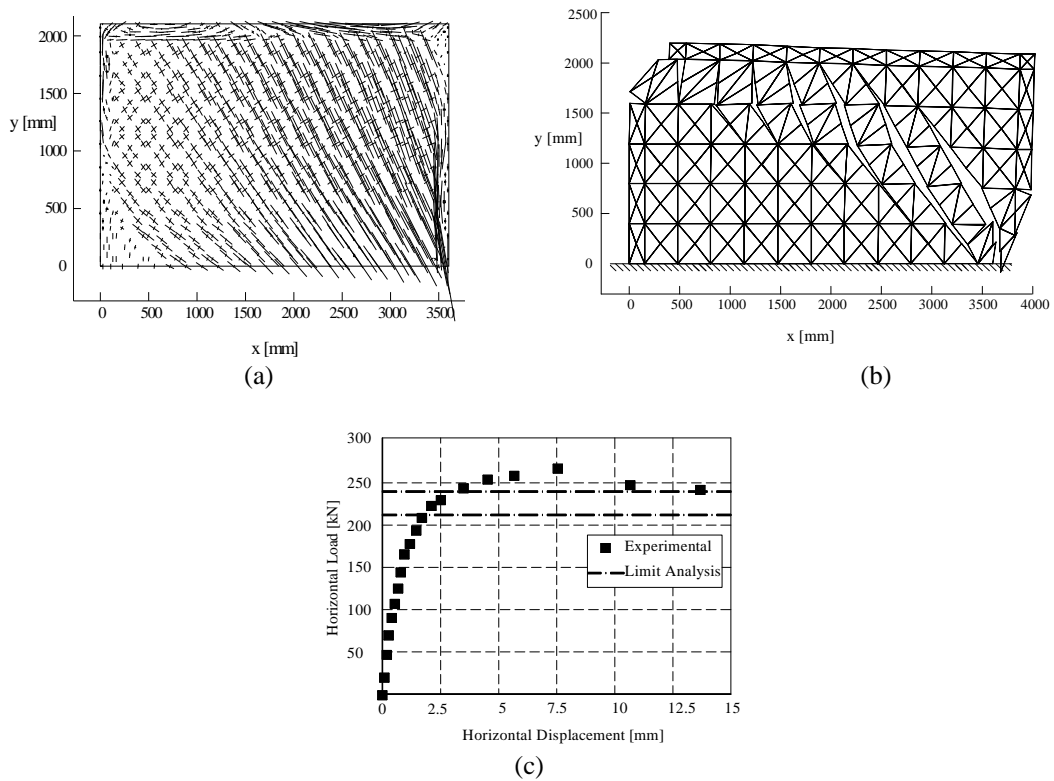 2000
1500
y [mm]
1000
500
0
0 500 1000 1500 2000 2500 3000 3500
x [mm]
(a)
2500
2000
1500
y [mm]
1000
500
0
0 500 1000 1500 2000 2500 3000 3500 4000
x [mm]
(b)
300
250
200
150
100
50
Horizontal Load [kN]
Experimental
Limit Analysis
0 2.5 5 7.5 10 12.5 15
Horizontal Displacement [mm]
(c)